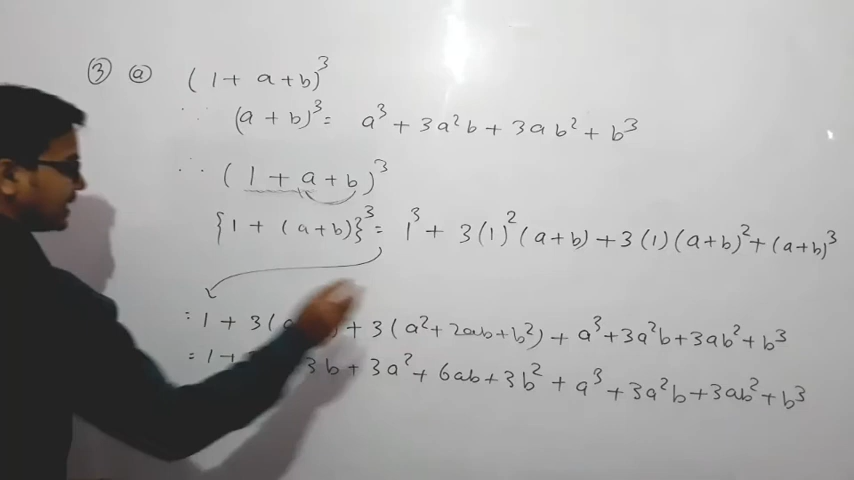 ③ ⓐ (1 + a+b)³
∵ (a + b)³ = a³ + 3a²b + 3ab² + b³
∴ (1 + a + b)³
{1 + (a+b)}³ = 1³ + 3(1)²(a+b) + 3(1)(a+b)² + (a+b)³
= 1 + 3(a + 3(a² + 2ab + b²) + a³ + 3a²b + 3ab² + b³
= 1 + 3b + 3a² + 6ab + 3b² + a³ + 3a²b + 3ab² + b³